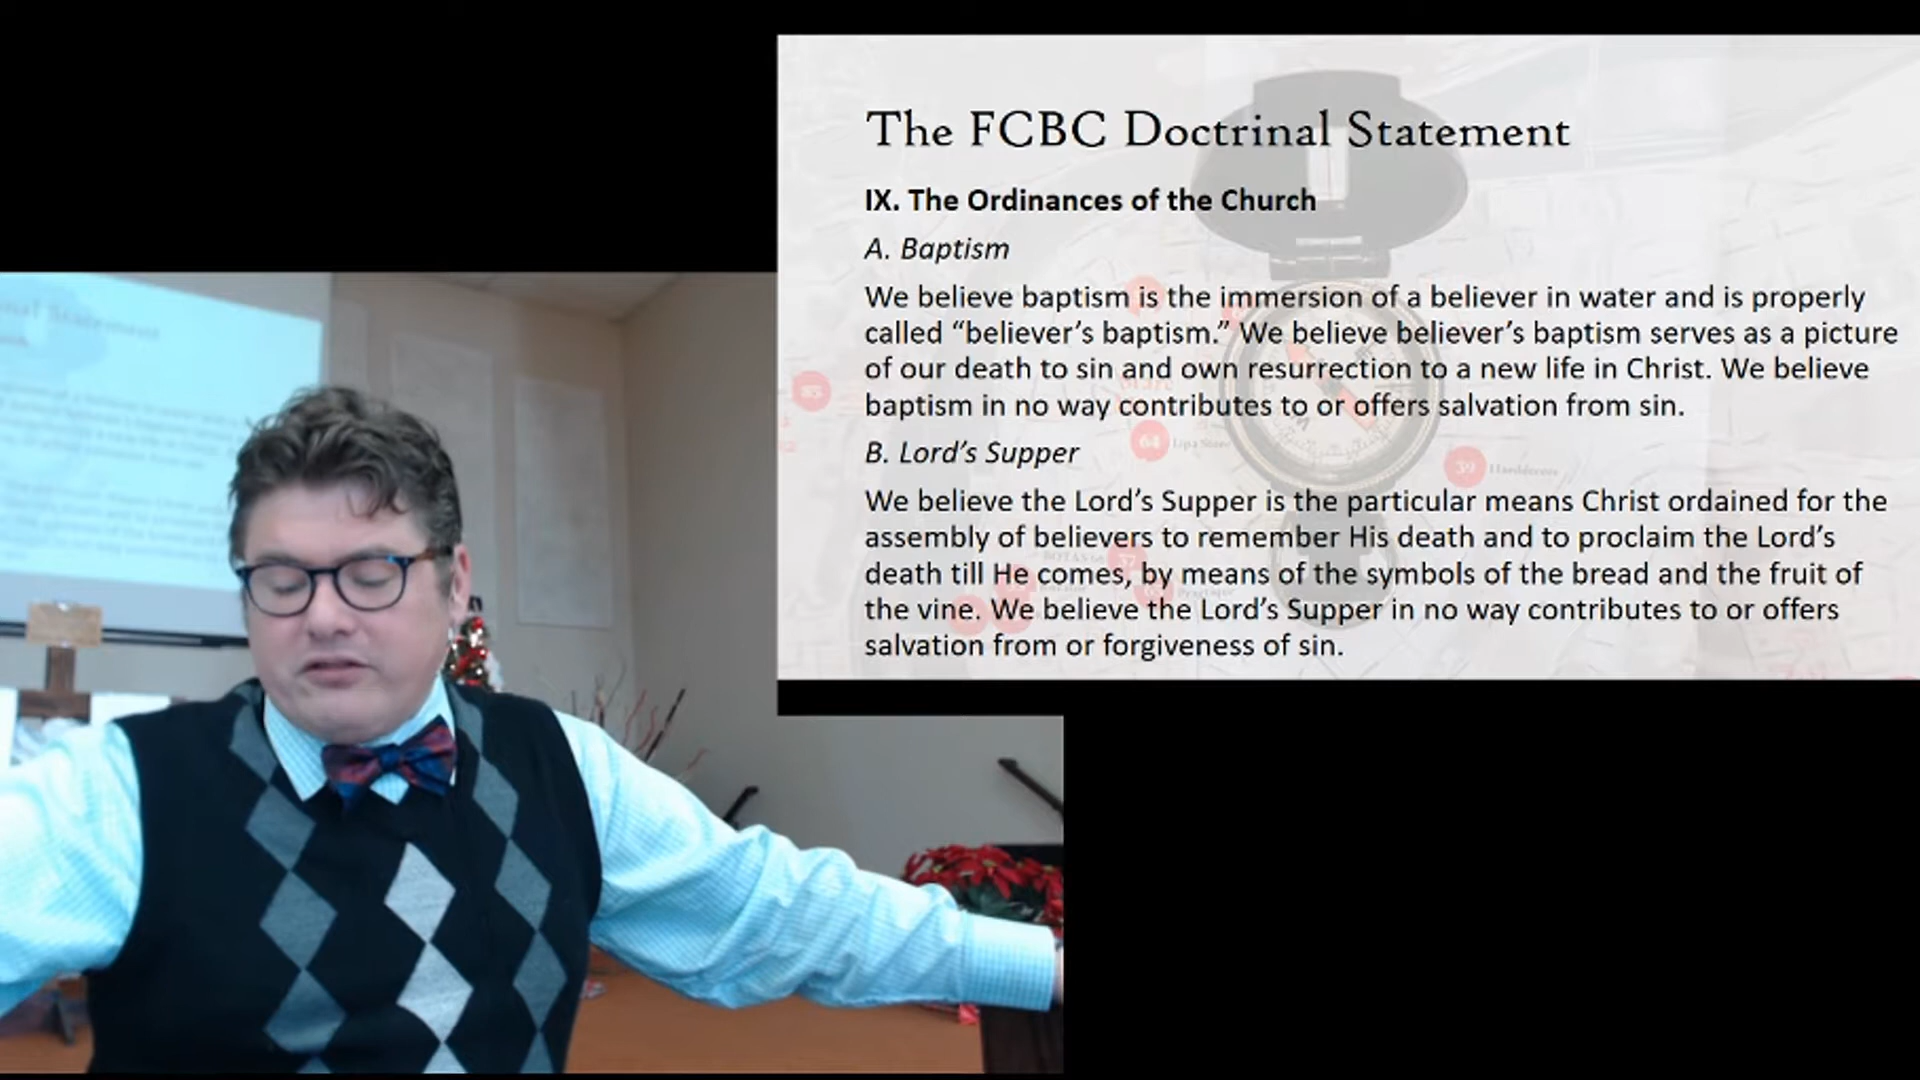 The FCBC Doctrinal Statement
IX. The Ordinances of the Church
A. Baptism
We believe baptism is the immersion of a believer in water and is properly
called “believer’s baptism.” We believe believer’s baptism serves as a picture
of our death to sin and own resurrection to a new life in Christ. We believe
baptism in no way contributes to or offers salvation from sin.
B. Lord’s Supper
We believe the Lord’s Supper is the particular means Christ ordained for the
assembly of believers to remember His death and to proclaim the Lord’s
death till He comes, by means of the symbols of the bread and the fruit of
the vine. We believe the Lord’s Supper in no way contributes to or offers
salvation from or forgiveness of sin.
85
64
39